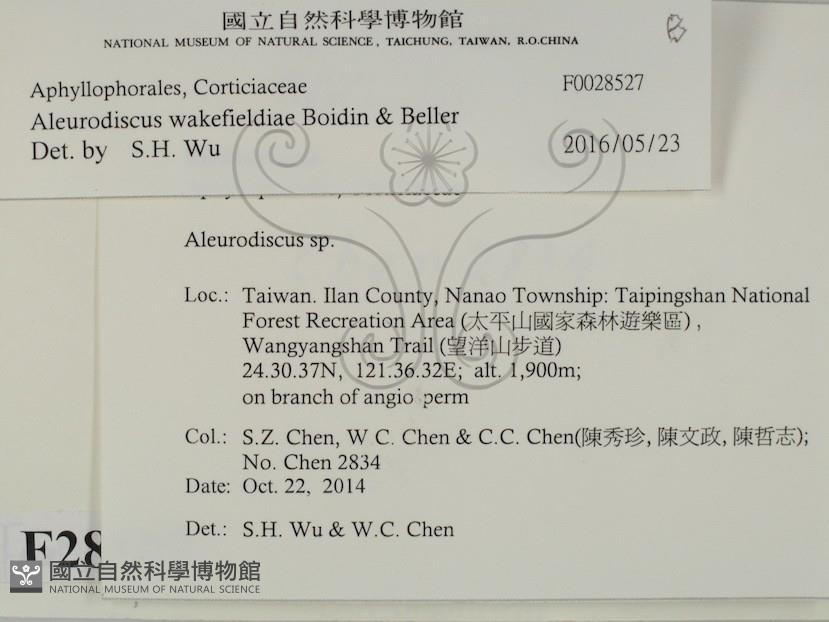 國立自然科學博物館
NATIONAL MUSEUM OF NATURAL SCIENCE, TAICHUNG, TAIWAN, R.O.CHINA
B
Aphyllophorales, Corticiaceae F0028527
Aleurodiscus wakefieldiae Boidin & Beller
Det. by S.H. Wu 2016/05/23
Aleurodiscus sp.
Loc.: Taiwan. Ilan County, Nanao Township: Taipingshan National
Forest Recreation Area (太平山國家森林遊樂區),
Wangyangshan Trail (望洋山步道)
24.30.37N, 121.36.32E; alt. 1,900m;
on branch of angio perm
Col.: S.Z. Chen, W C. Chen & C.C. Chen(陳秀珍, 陳文政, 陳哲志);
No. Chen 2834
Date: Oct. 22, 2014
Det.: S.H. Wu & W.C. Chen
F28
國立自然科學博物館
NATIONAL MUSEUM OF NATURAL SCIENCE